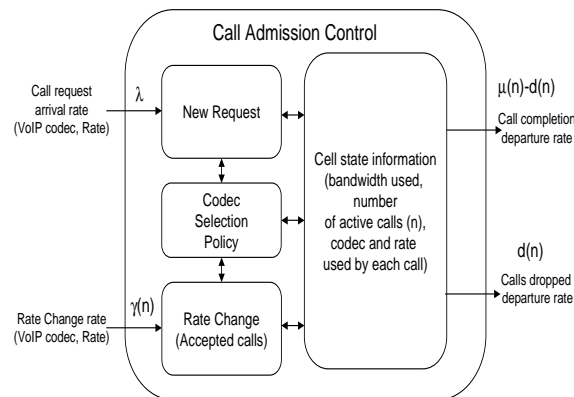 Call Admission Control
Call request
arrival rate
(VoIP codec, Rate)
λ
New Request
Codec
Selection
Policy
Rate Change rate
(VoIP codec, Rate)
γ(n)
Rate Change
(Accepted calls)
Cell state information
(bandwidth used,
number
of active calls (n),
codec and rate
used by each call)
μ(n)-d(n)
Call completion
departure rate
d(n)
Calls dropped
departure rate